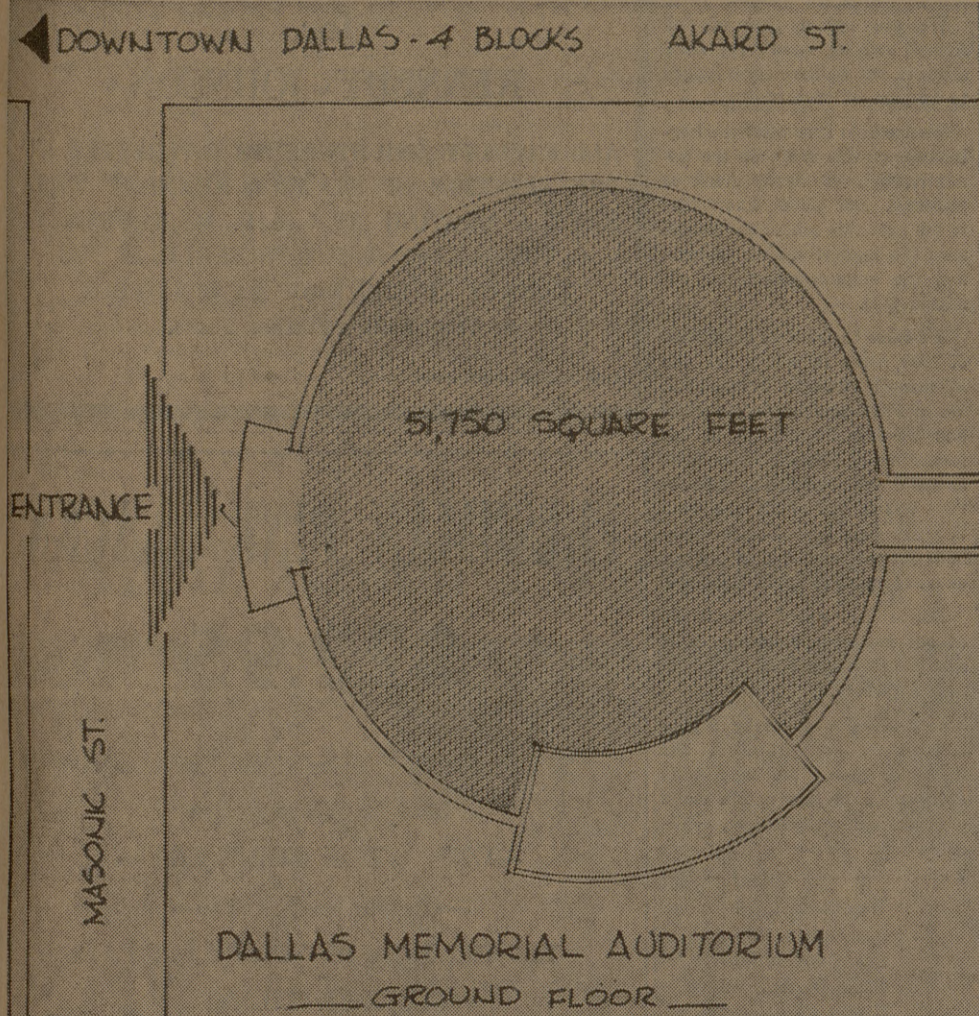 DOWNTOWN DALLAS - 4 BLOCKS AKARD ST.
51,750 SQUARE FEET
ENTRANCE
MASONIC ST.
DALLAS MEMORIAL AUDITORIUM
GROUND FLOOR